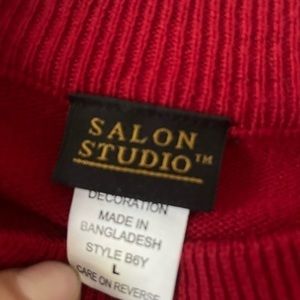 SALON
STUDIO™
DECORATION
MADE IN
BANGLADESH
STYLE B6Y
L
CARE ON REVERSE